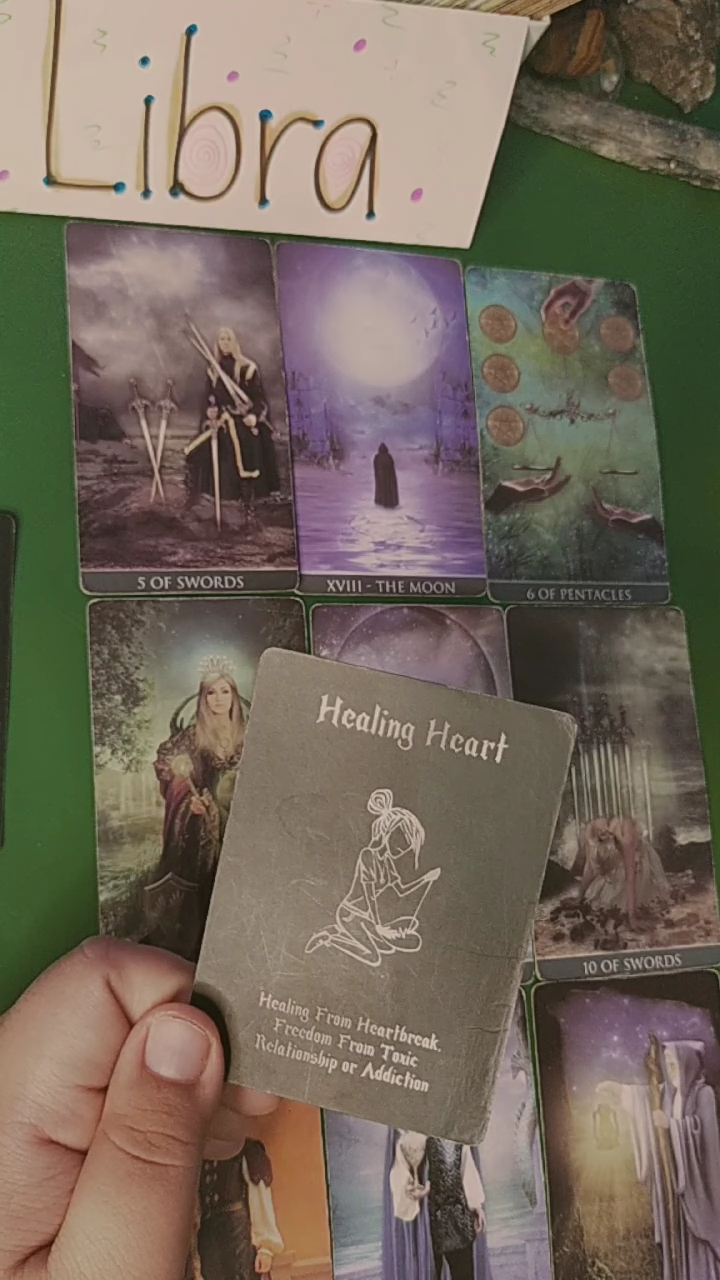 Libra
5 OF SWORDS
XVIII - THE MOON
6 OF PENTACLES
Healing Heart
Healing From Heartbreak,
Freedom From Toxic
Relationship or Addiction
10 OF SWORDS